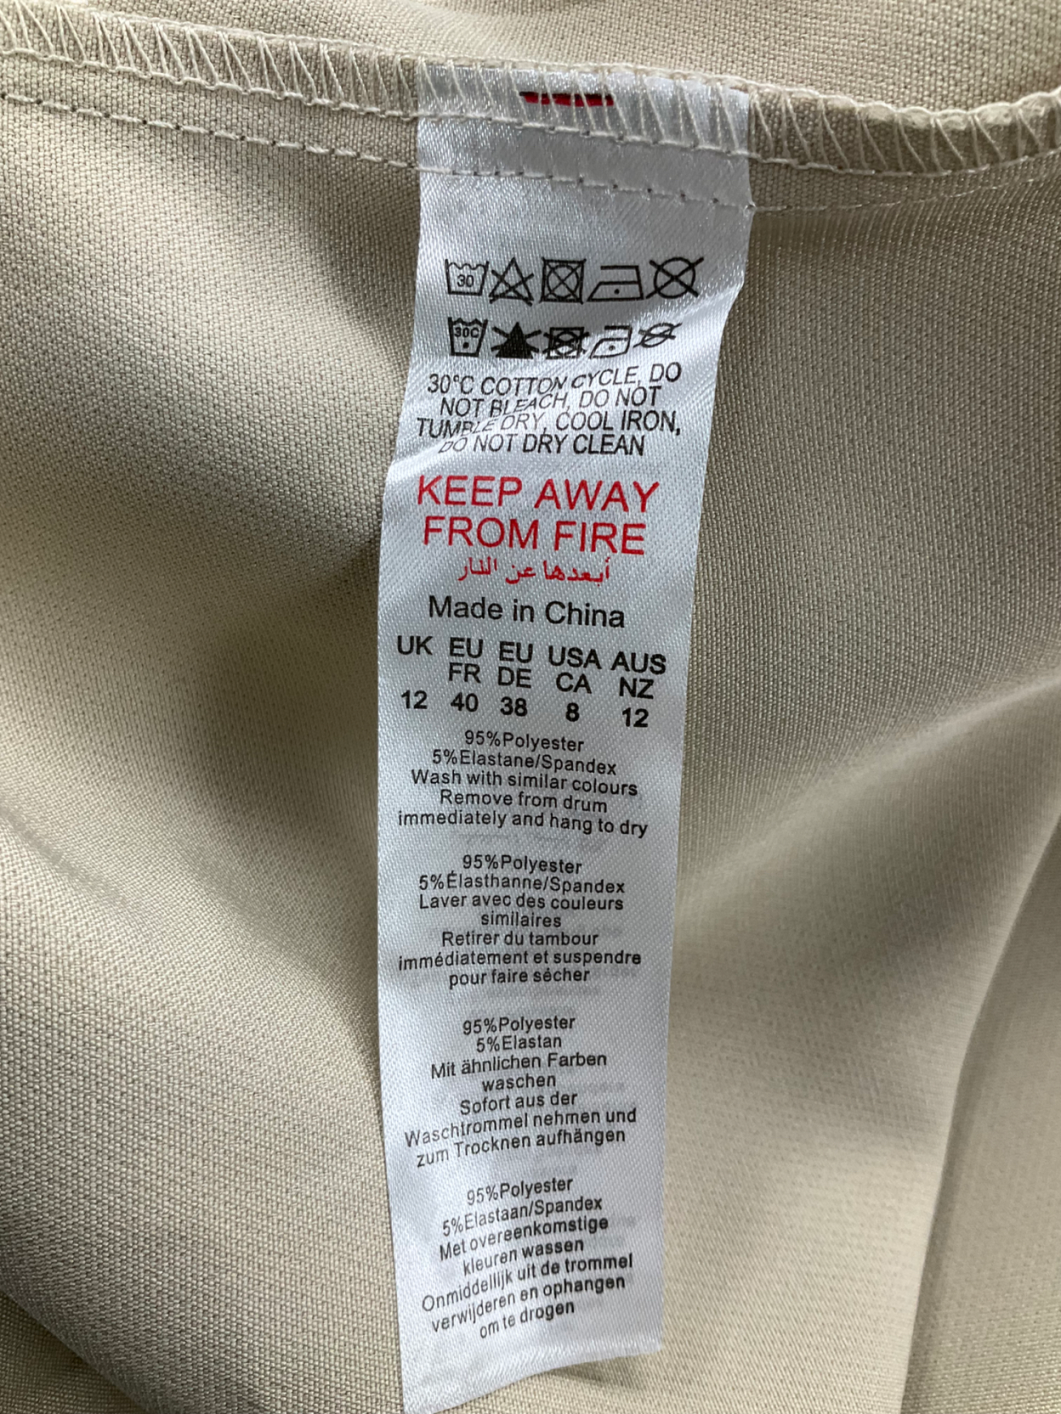 30
30C
30°C COTTON CYCLE, DO
NOT BLEACH, DO NOT
TUMBLE DRY, COOL IRON,
DO NOT DRY CLEAN
KEEP AWAY
FROM FIRE
أبعدها عن النار
Made in China
UK EU EU USA AUS
FR DE CA NZ
12 40 38 8 12
95%Polyester
5%Elastane/Spandex
Wash with similar colours
Remove from drum
immediately and hang to dry
95%Polyester
5%Élasthanne/Spandex
Laver avec des couleurs
similaires
Retirer du tambour
immédiatement et suspendre
pour faire sécher
95%Polyester
5%Elastan
Mit ähnlichen Farben
waschen
Sofort aus der
Waschtrommel nehmen und
zum Trocknen aufhängen
95%Polyester
5%Elastaan/Spandex
Met overeenkomstige
kleuren wassen
Onmiddellijk uit de trommel
verwijderen en ophangen
om te drogen